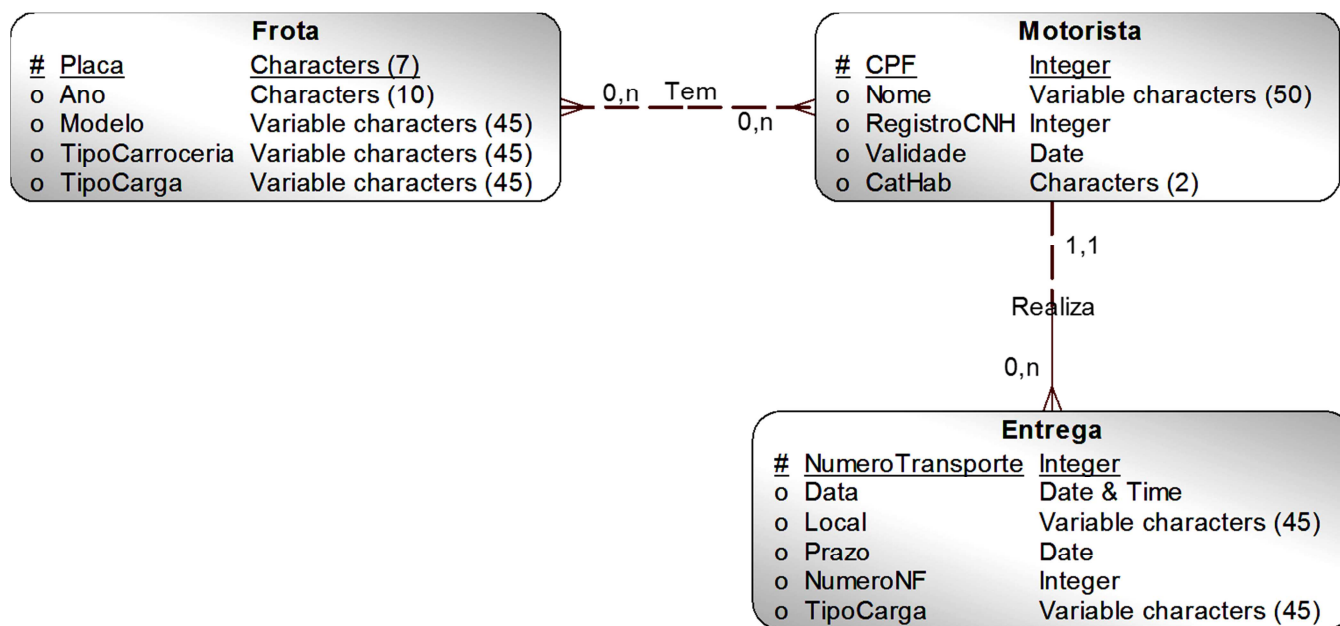 Frota
# Placa Characters (7)
o Ano Characters (10)
o Modelo Variable characters (45)
o TipoCarroceria Variable characters (45)
o TipoCarga Variable characters (45)
0,n Tem 0,n
Motorista
# CPF Integer
o Nome Variable characters (50)
o RegistroCNH Integer
o Validade Date
o CatHab Characters (2)
1,1
Realiza
0,n
Entrega
# NumeroTransporte Integer
o Data Date & Time
o Local Variable characters (45)
o Prazo Date
o NumeroNF Integer
o TipoCarga Variable characters (45)